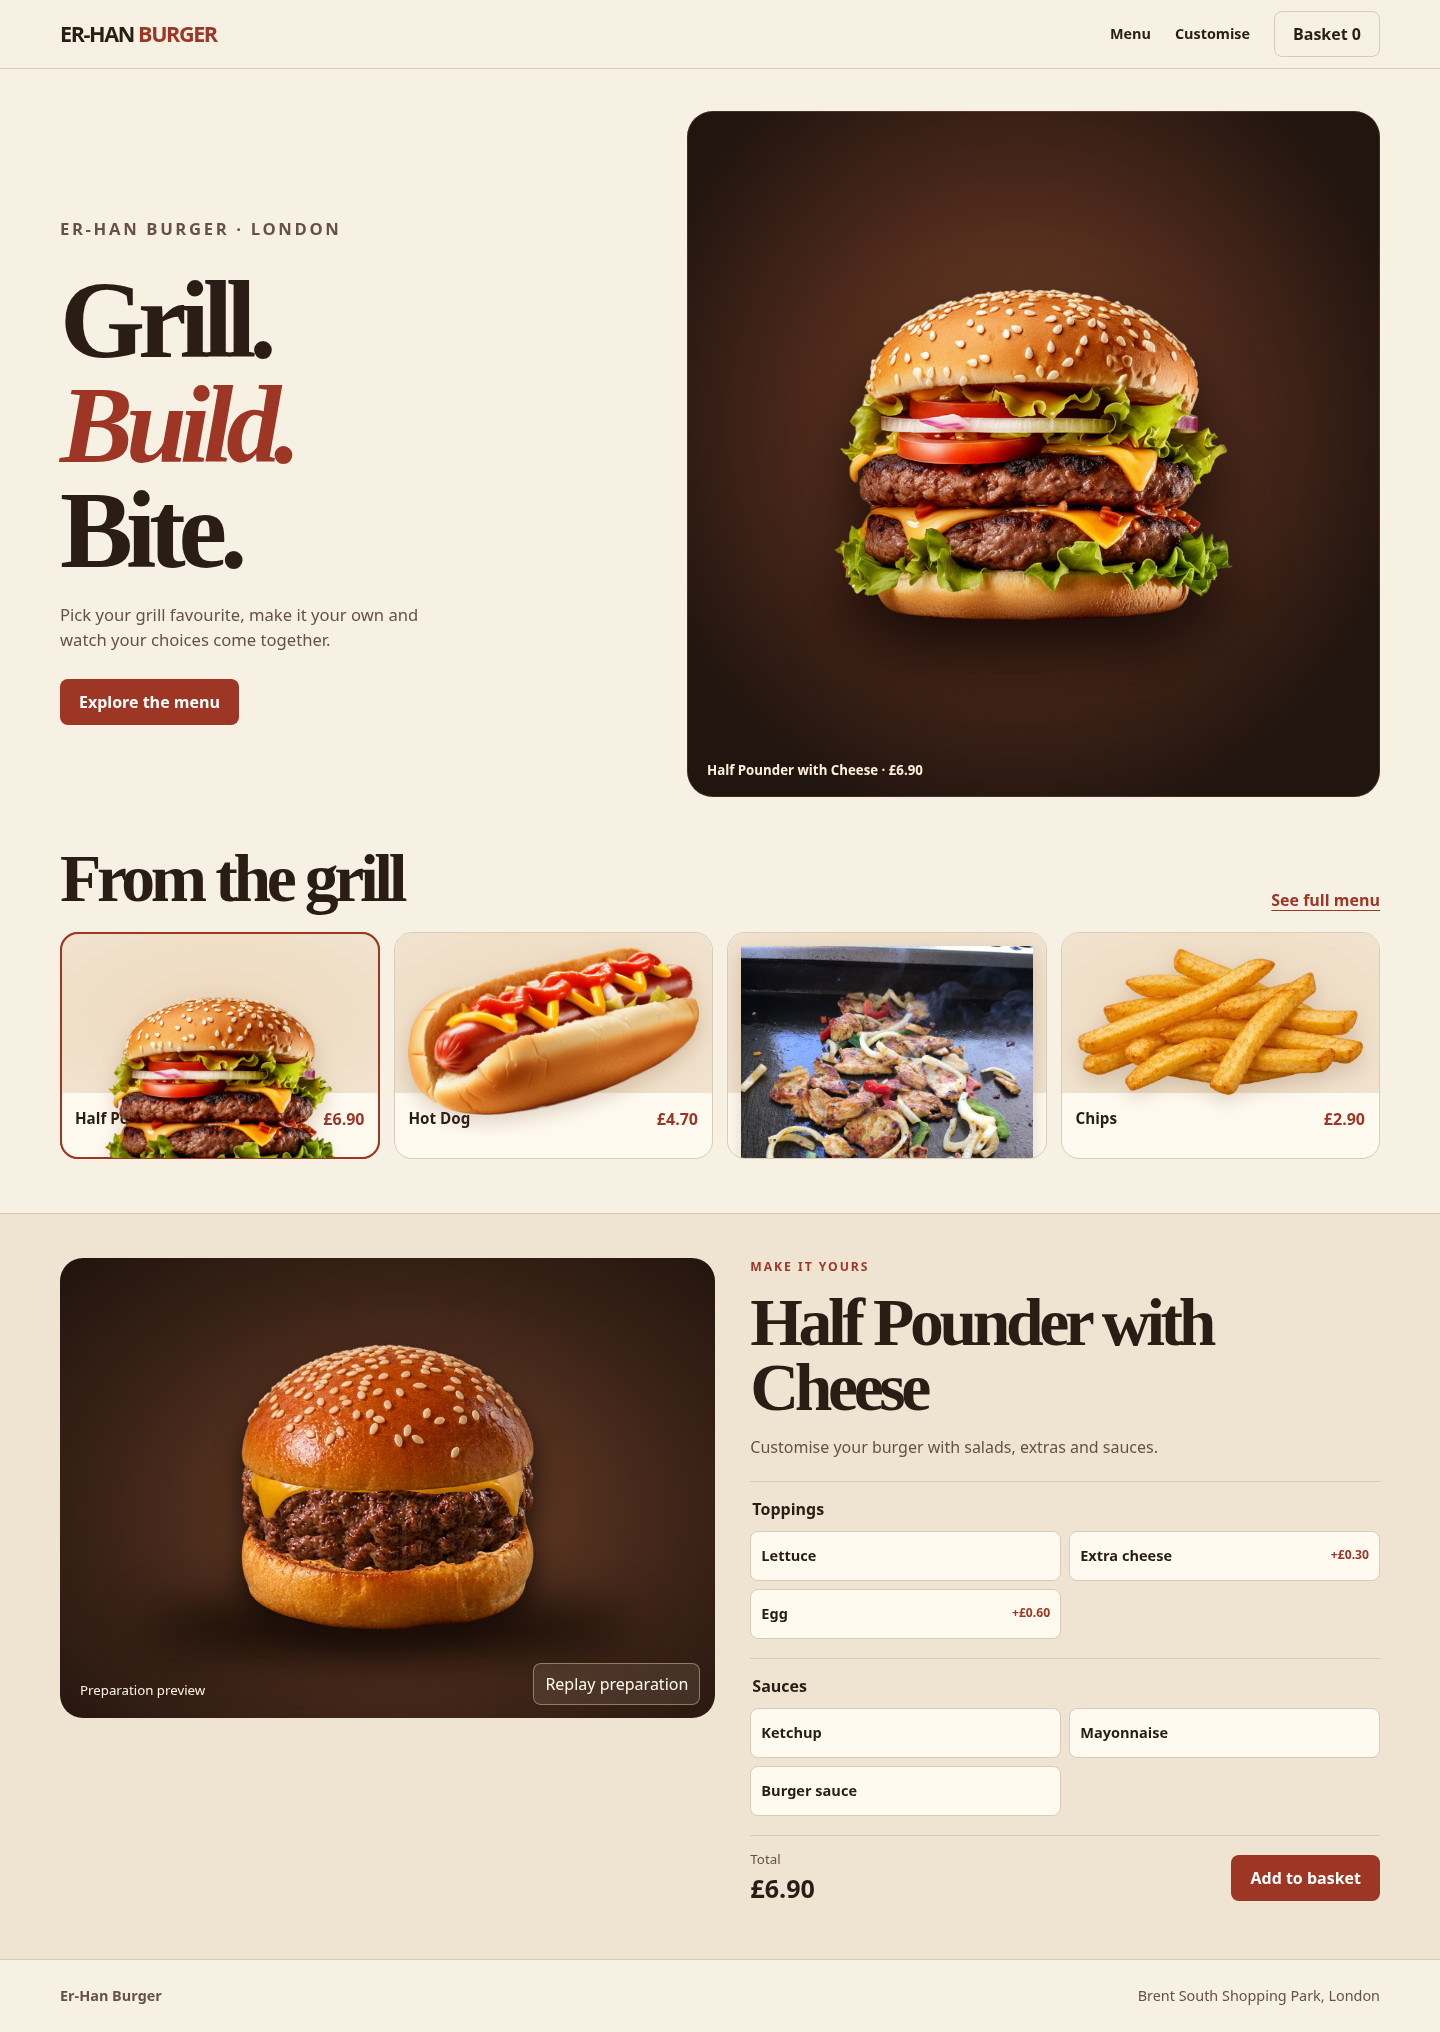 ER-HAN BURGER
Menu
Customise
Basket 0
ER-HAN BURGER · LONDON
Grill.
Build.
Bite.
Pick your grill favourite, make it your own and
watch your choices come together.
Explore the menu
Half Pounder with Cheese · £6.90
From the grill
See full menu
Half £6.90
Hot Dog £4.70
Chips £2.90
MAKE IT YOURS
Half Pounder with
Cheese
Customise your burger with salads, extras and sauces.
Toppings
Lettuce
Extra cheese +£0.30
Egg +£0.60
Preparation preview
Replay preparation
Sauces
Ketchup
Mayonnaise
Burger sauce
Total
£6.90
Add to basket
Er-Han Burger
Brent South Shopping Park, London